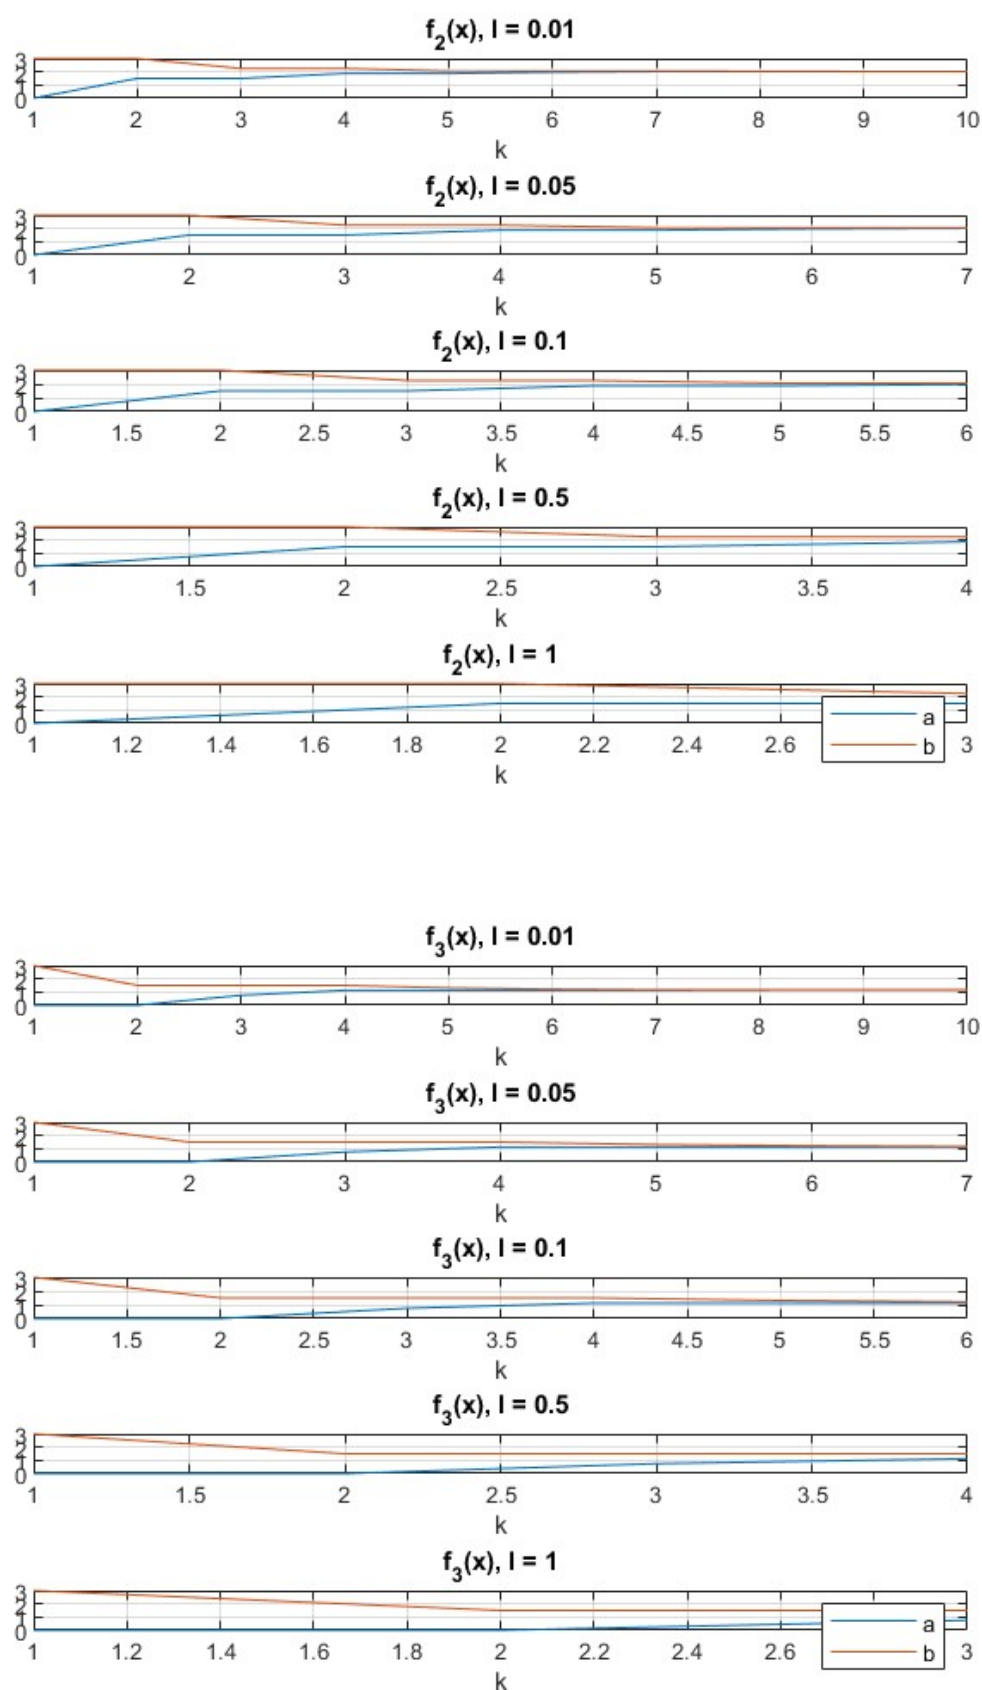 f2(x), l = 0.01
3
2
1
0
1 2 3 4 5 6 7 8 9 10
k
f2(x), l = 0.05
3
2
1
0
1 2 3 4 5 6 7
k
f2(x), l = 0.1
3
2
1
0
1 1.5 2 2.5 3 3.5 4 4.5 5 5.5 6
k
f2(x), l = 0.5
3
2
1
0
1 1.5 2 2.5 3 3.5 4
k
f2(x), l = 1
3
2
1
0
a
b
1 1.2 1.4 1.6 1.8 2 2.2 2.4 2.6 3
k
f3(x), l = 0.01
3
2
1
0
1 2 3 4 5 6 7 8 9 10
k
f3(x), l = 0.05
3
2
1
0
1 2 3 4 5 6 7
k
f3(x), l = 0.1
3
2
1
0
1 1.5 2 2.5 3 3.5 4 4.5 5 5.5 6
k
f3(x), l = 0.5
3
2
1
0
1 1.5 2 2.5 3 3.5 4
k
f3(x), l = 1
3
2
1
0
a
b
1 1.2 1.4 1.6 1.8 2 2.2 2.4 2.6 3
k